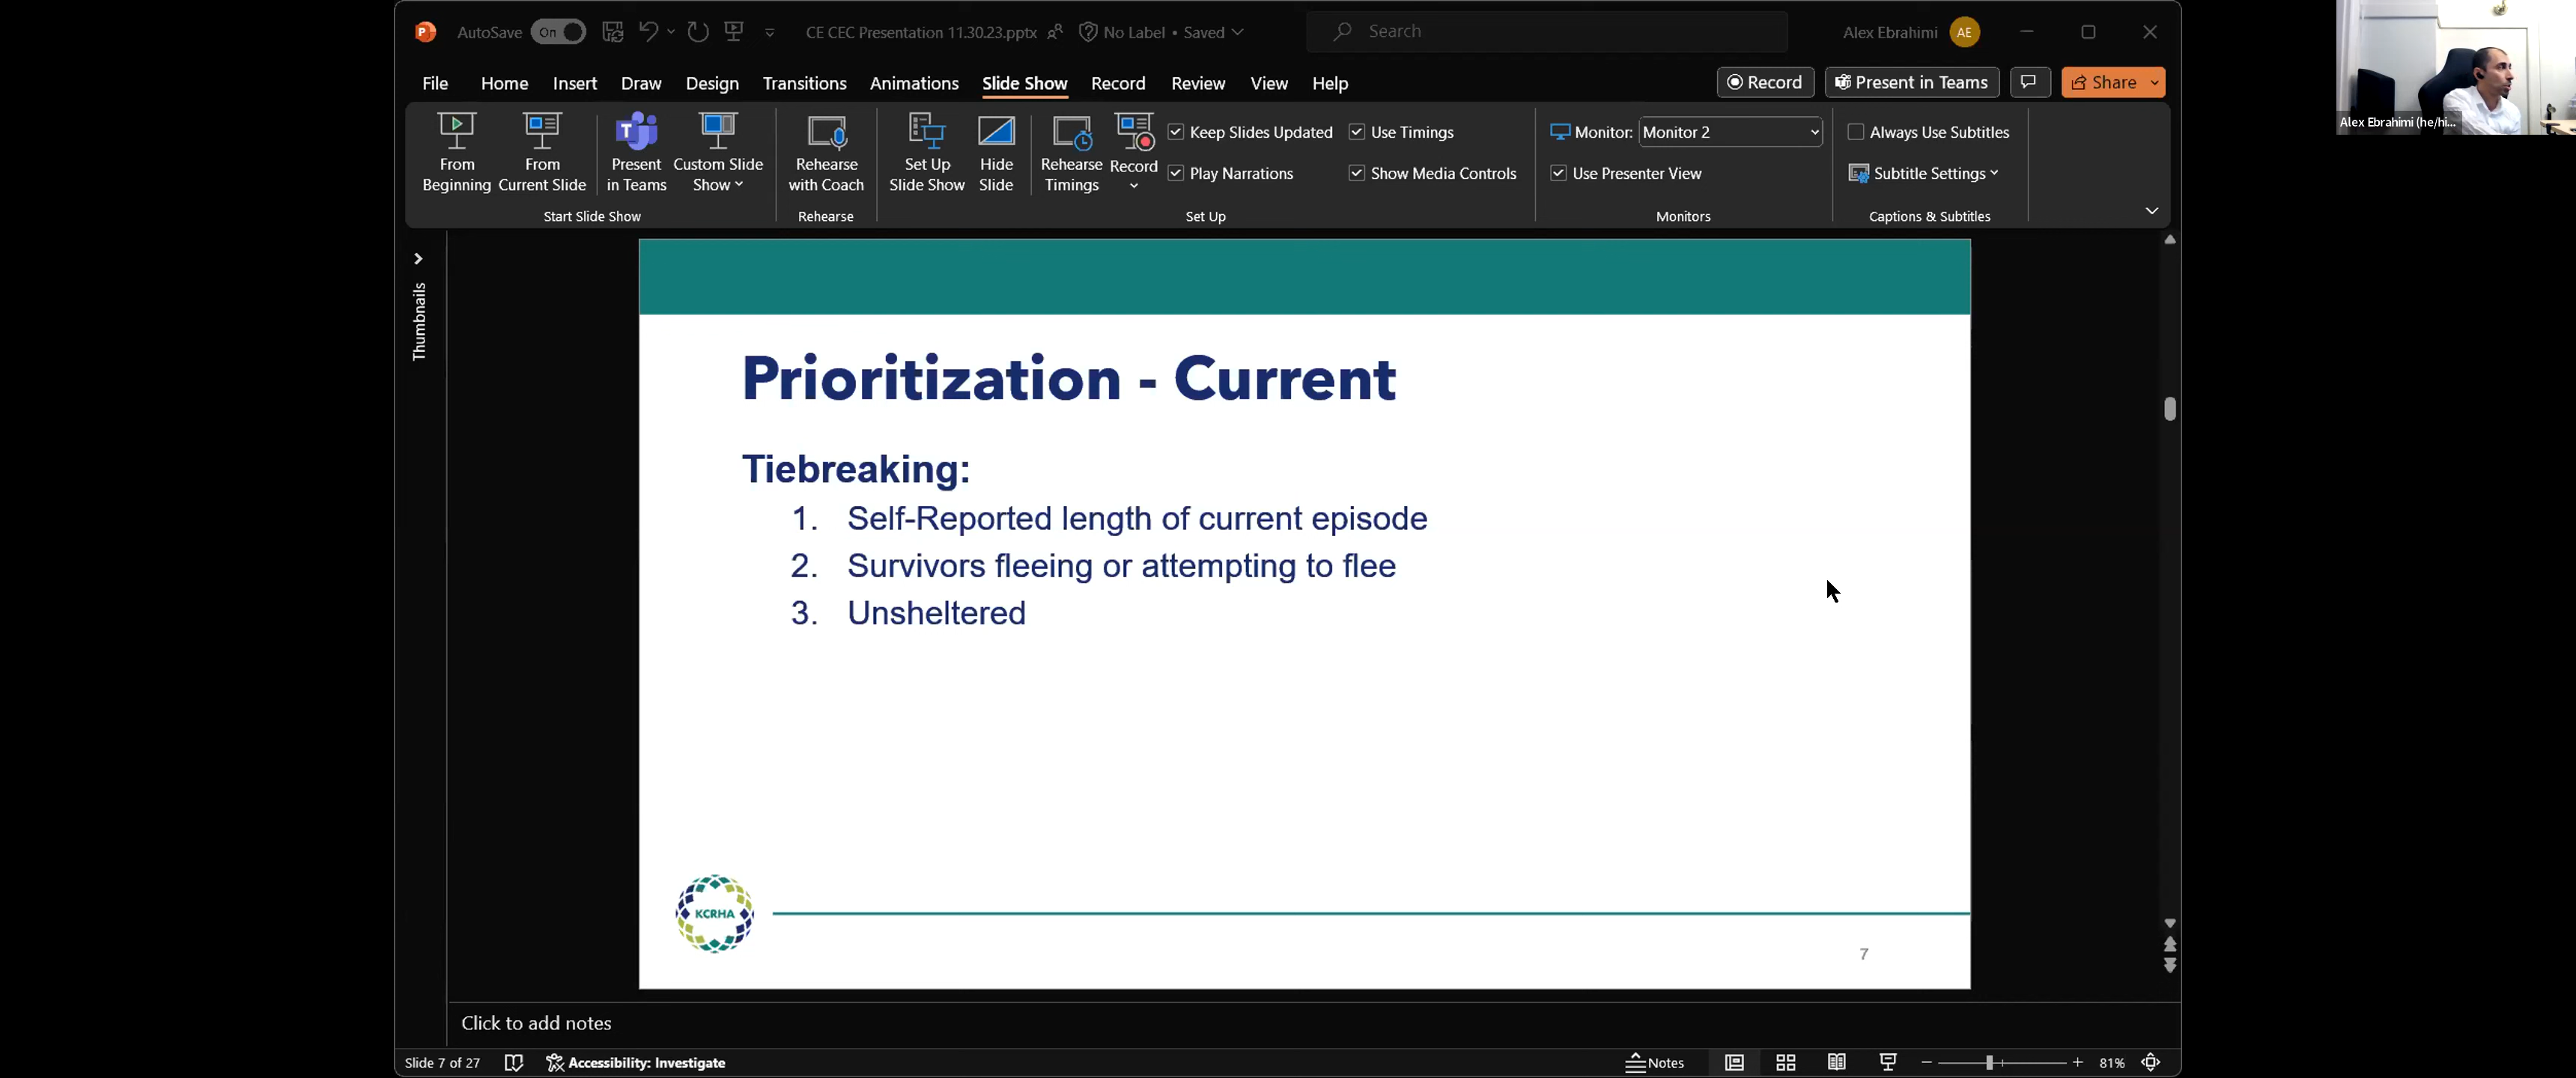 AutoSave On CE CEC Presentation 11.30.23.pptx No Label • Saved Search Alex Ebrahimi AE
File Home Insert Draw Design Transitions Animations Slide Show Record Review View Help Record Present in Teams Share
From Beginning
From Current Slide
Present in Teams
Custom Slide Show
Start Slide Show
Rehearse with Coach
Rehearse
Set Up Slide Show
Hide Slide
Rehearse Timings
Record
Keep Slides Updated
Play Narrations
Use Timings
Show Media Controls
Set Up
Monitor: Monitor 2
Use Presenter View
Monitors
Always Use Subtitles
Subtitle Settings
Captions & Subtitles
Alex Ebrahimi (he/hi...
Thumbnails
Prioritization - Current
Tiebreaking:
1. Self-Reported length of current episode
2. Survivors fleeing or attempting to flee
3. Unsheltered
KCRHA
7
Click to add notes
Slide 7 of 27 Accessibility: Investigate Notes 81%